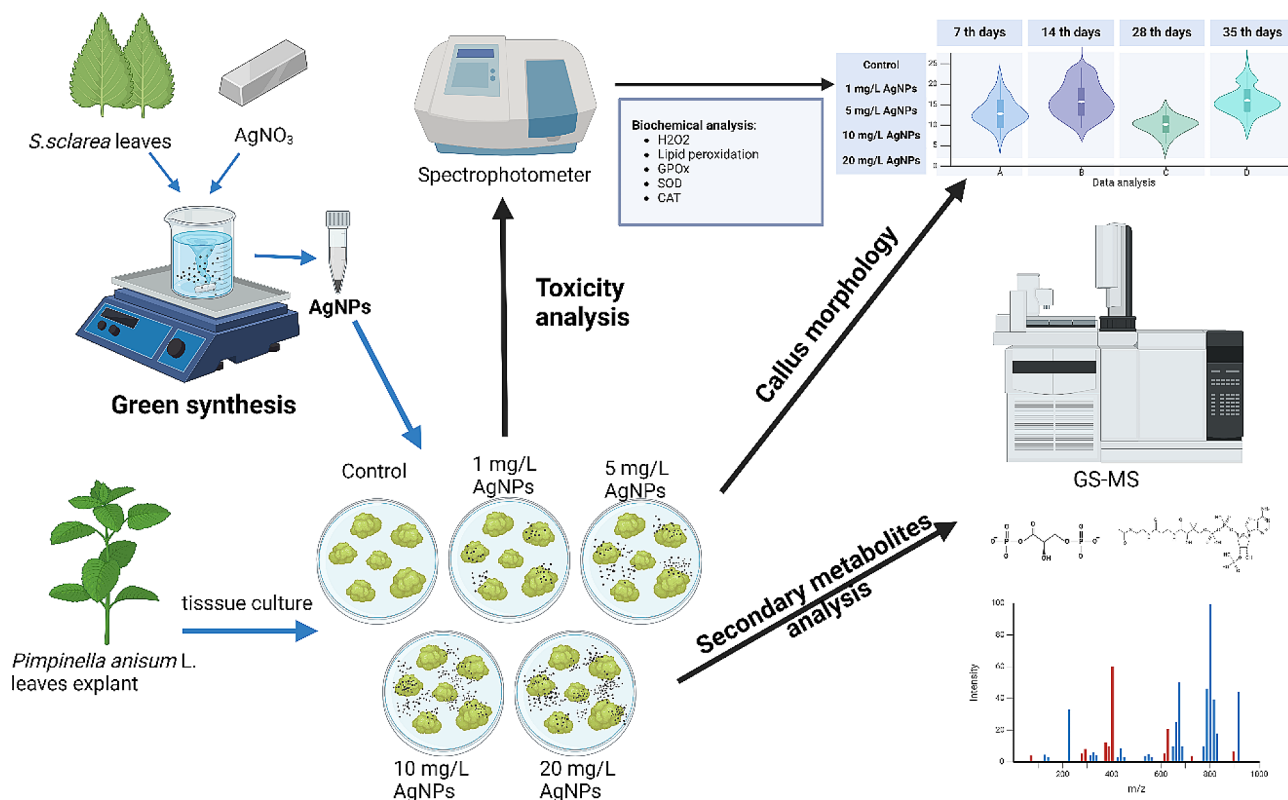 S.sclarea leaves
AgNO₃
AgNPs
Green synthesis
Spectrophotometer
Toxicity
analysis
Biochemical analysis:
• H2O2
• Lipid peroxidation
• GPOx
• SOD
• CAT
7 th days
14 th days
28 th days
35 th days
Control
1 mg/L AgNPs
5 mg/L AgNPs
10 mg/L AgNPs
20 mg/L AgNPs
25
20
15
10
5
0
A
B
C
D
Data analysis
Callus morphology
GS-MS
Control
1 mg/L
AgNPs
5 mg/L
AgNPs
10 mg/L
AgNPs
20 mg/L
AgNPs
tisssue culture
Pimpinella anisum L.
leaves explant
Secondary metabolites
analysis
Intensity
100
80
60
40
20
0
200
400
600
800
1000
m/z